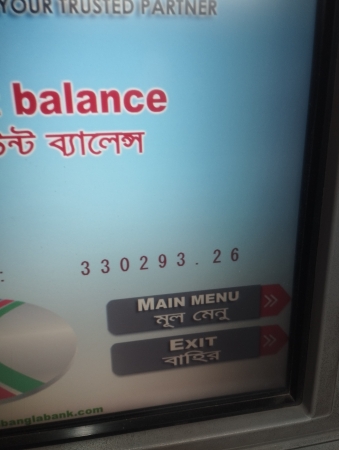 YOUR TRUSTED PARTNER
balance
ব্যালেন্স
: 330293.26
MAIN MENU
মূল মেনু
EXIT
বাহির
banglabank.com